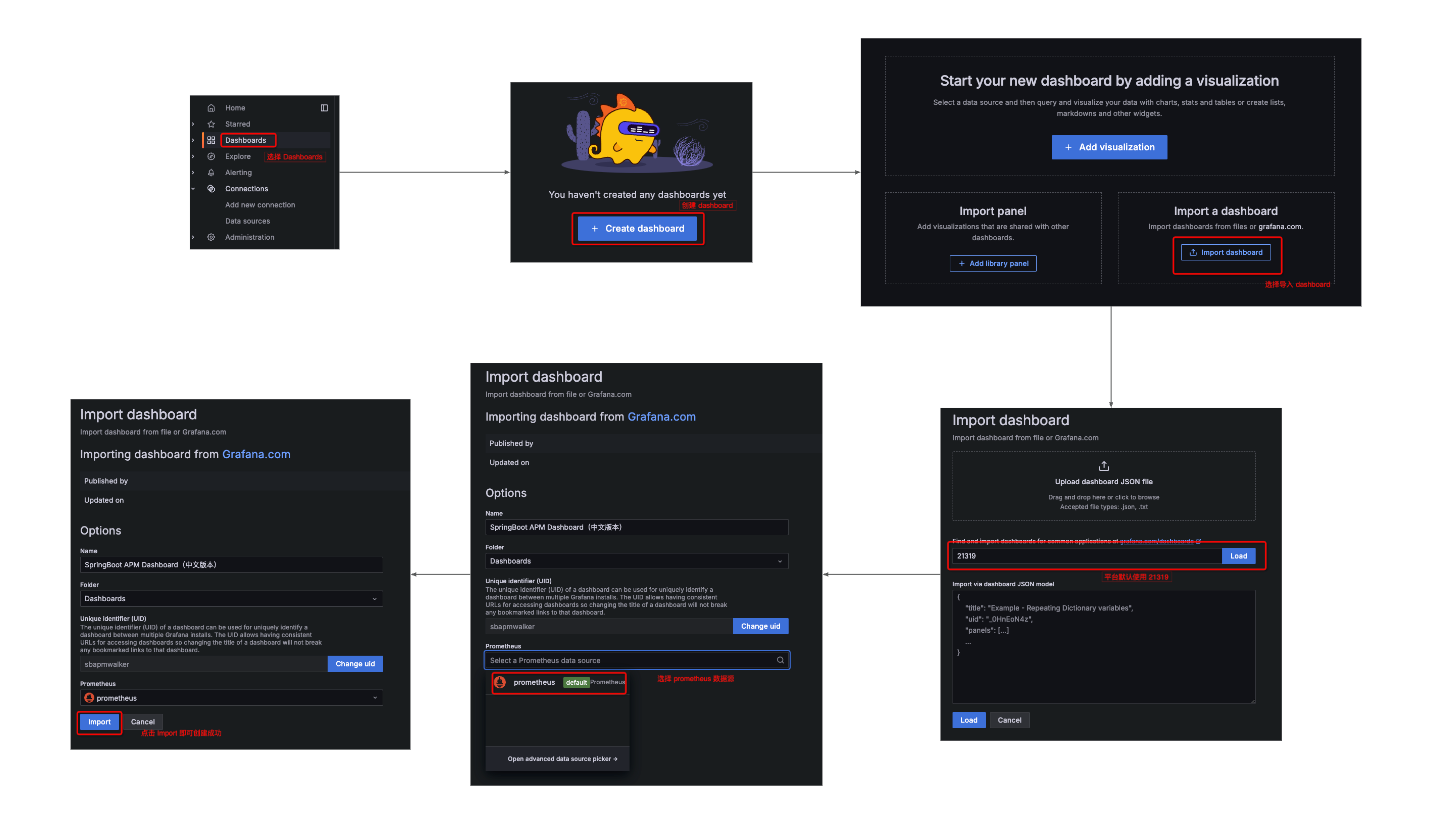 Home
Starred
Dashboards
Explore
选择 Dashboards
Alerting
Connections
Add new connection
Data sources
Administration
You haven't created any dashboards yet
创建 dashboard
+ Create dashboard
Start your new dashboard by adding a visualization
Select a data source and then query and visualize your data with charts, stats and tables or create lists,
markdowns and other widgets.
+ Add visualization
Import panel
Add visualizations that are shared with other
dashboards.
+ Add library panel
Import a dashboard
Import dashboards from files or grafana.com.
Import dashboard
选择导入 dashboard
Import dashboard
Import dashboard from file or Grafana.com
Upload dashboard JSON file
Drag and drop here or click to browse
Accepted file types: .json, .txt
Find and import dashboards for common applications at grafana.com/dashboards
21319
Load
平台默认使用 21319
Import via dashboard JSON model
{
"title": "Example - Repeating Dictionary variables",
"uid": "_0HnEoN4z",
"panels": [...]
...
}
Load
Cancel
Import dashboard
Import dashboard from file or Grafana.com
Importing dashboard from Grafana.com
Published by
Updated on
Options
Name
SpringBoot APM Dashboard（中文版本）
Folder
Dashboards
Unique identifier (UID)
The unique identifier (UID) of a dashboard can be used for uniquely identify a
dashboard between multiple Grafana installs. The UID allows having consistent
URLs for accessing dashboards so changing the title of a dashboard will not break
any bookmarked links to that dashboard.
sbapmwalker
Change uid
Prometheus
Select a Prometheus data source
prometheus
default
Prometheus
选择 prometheus 数据源
Open advanced data source picker →
Import dashboard
Import dashboard from file or Grafana.com
Importing dashboard from Grafana.com
Published by
Updated on
Options
Name
SpringBoot APM Dashboard（中文版本）
Folder
Dashboards
Unique identifier (UID)
The unique identifier (UID) of a dashboard can be used for uniquely identify a
dashboard between multiple Grafana installs. The UID allows having consistent
URLs for accessing dashboards so changing the title of a dashboard will not break
any bookmarked links to that dashboard.
sbapmwalker
Change uid
Prometheus
prometheus
Import
Cancel
点击 import 即可创建成功